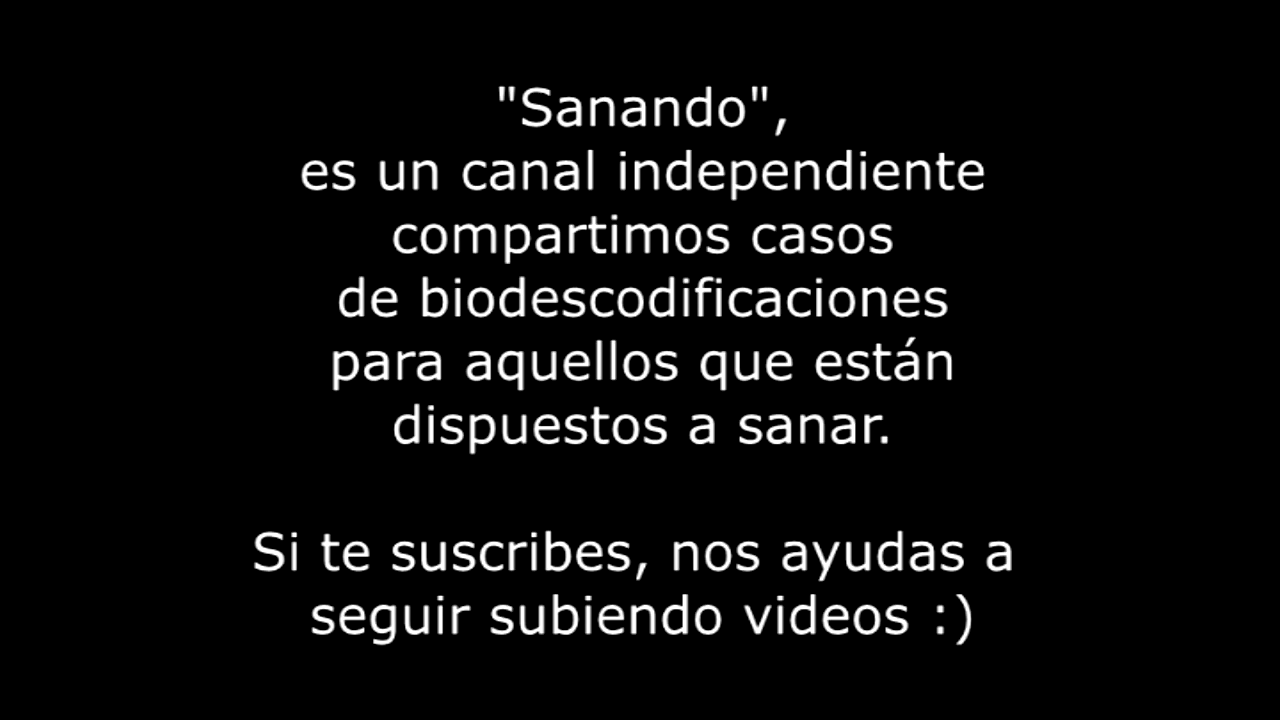 "Sanando",
es un canal independiente
compartimos casos
de biodescodificaciones
para aquellos que están
dispuestos a sanar.
Si te suscribes, nos ayudas a
seguir subiendo videos :)